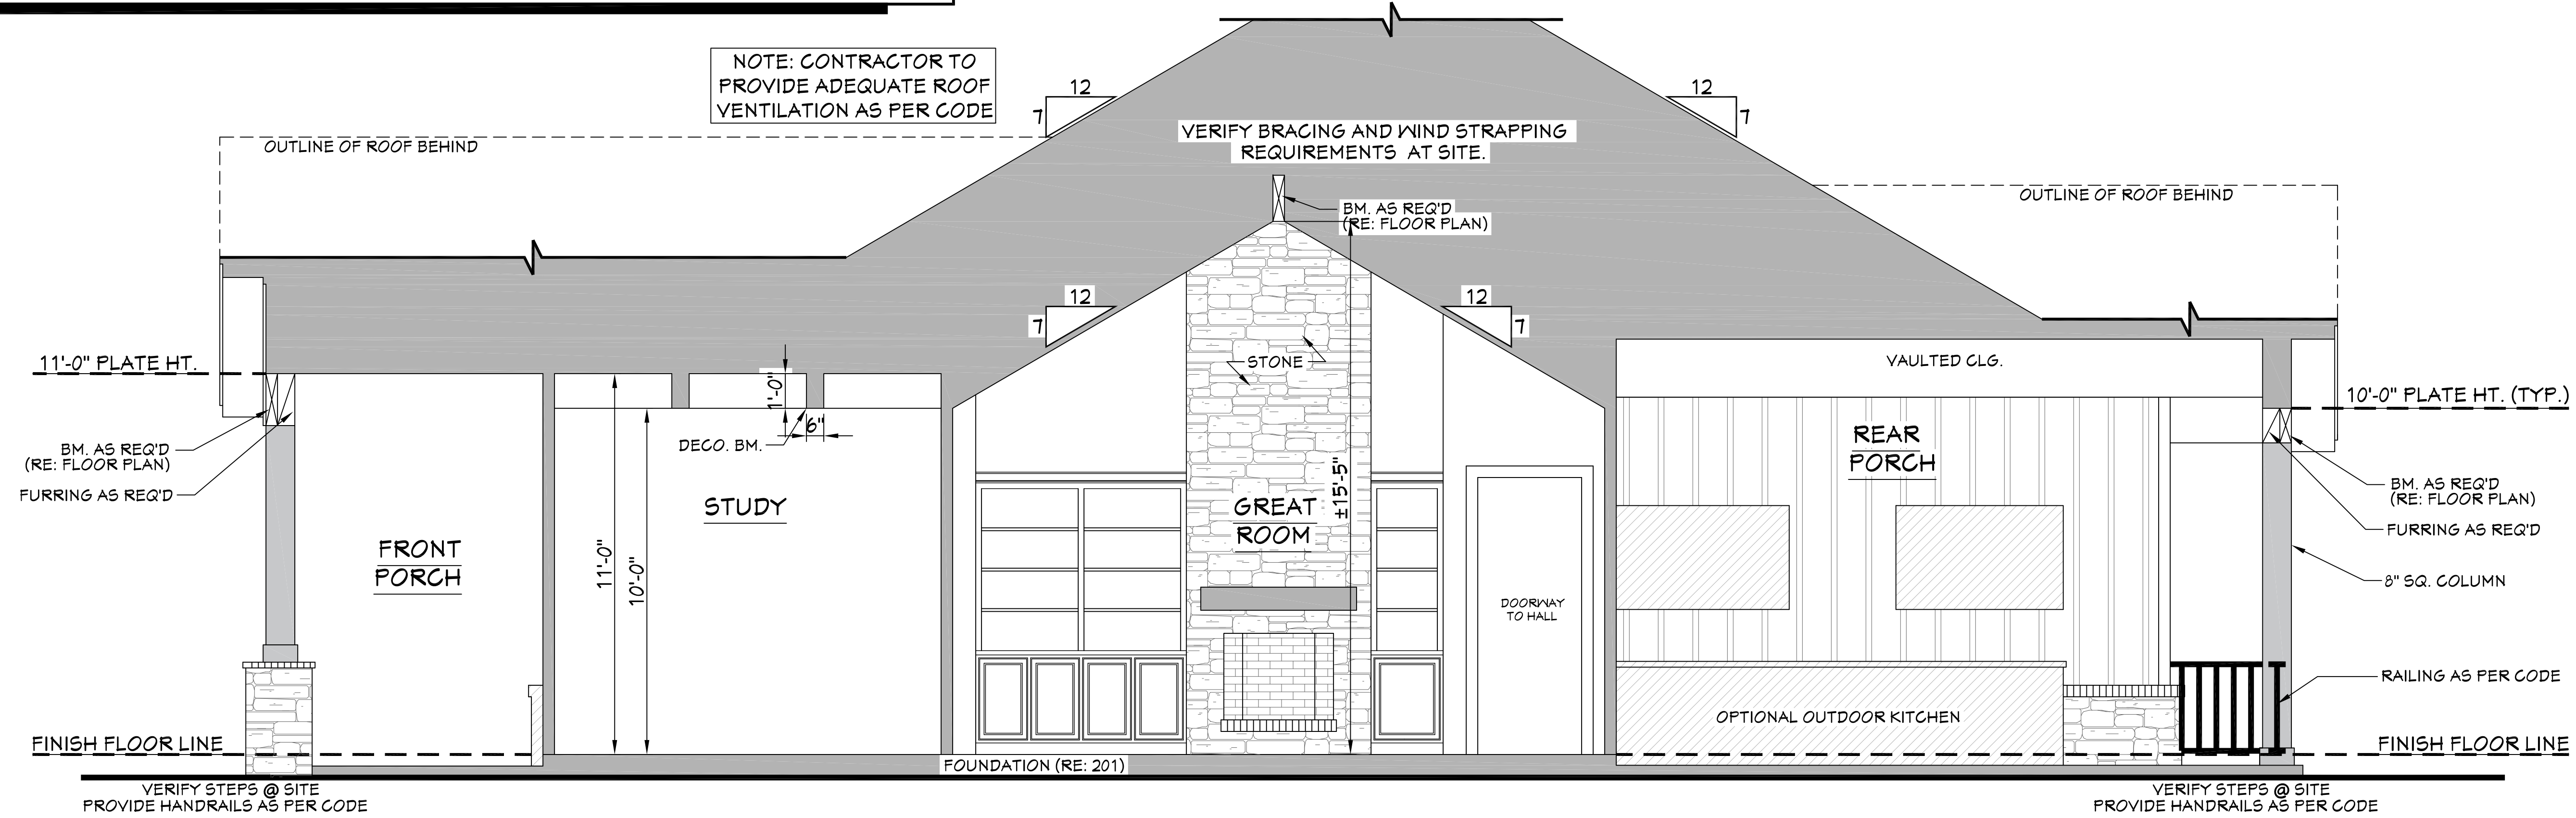 NOTE: CONTRACTOR TO
PROVIDE ADEQUATE ROOF
VENTILATION AS PER CODE
12
7
12
7
VERIFY BRACING AND WIND STRAPPING
REQUIREMENTS AT SITE.
OUTLINE OF ROOF BEHIND
OUTLINE OF ROOF BEHIND
BM. AS REQ'D
(RE: FLOOR PLAN)
12
7
12
7
11'-0" PLATE HT.
STONE
VAULTED CLG.
10'-0" PLATE HT. (TYP.)
1'-0"
6"
DECO. BM.
BM. AS REQ'D
(RE: FLOOR PLAN)
FURRING AS REQ'D
FRONT
PORCH
11'-0"
10'-0"
STUDY
GREAT
ROOM
±15'-5"
DOORWAY
TO HALL
REAR
PORCH
BM. AS REQ'D
(RE: FLOOR PLAN)
FURRING AS REQ'D
8" SQ. COLUMN
RAILING AS PER CODE
OPTIONAL OUTDOOR KITCHEN
FINISH FLOOR LINE
FINISH FLOOR LINE
FOUNDATION (RE: 201)
VERIFY STEPS @ SITE
PROVIDE HANDRAILS AS PER CODE
VERIFY STEPS @ SITE
PROVIDE HANDRAILS AS PER CODE